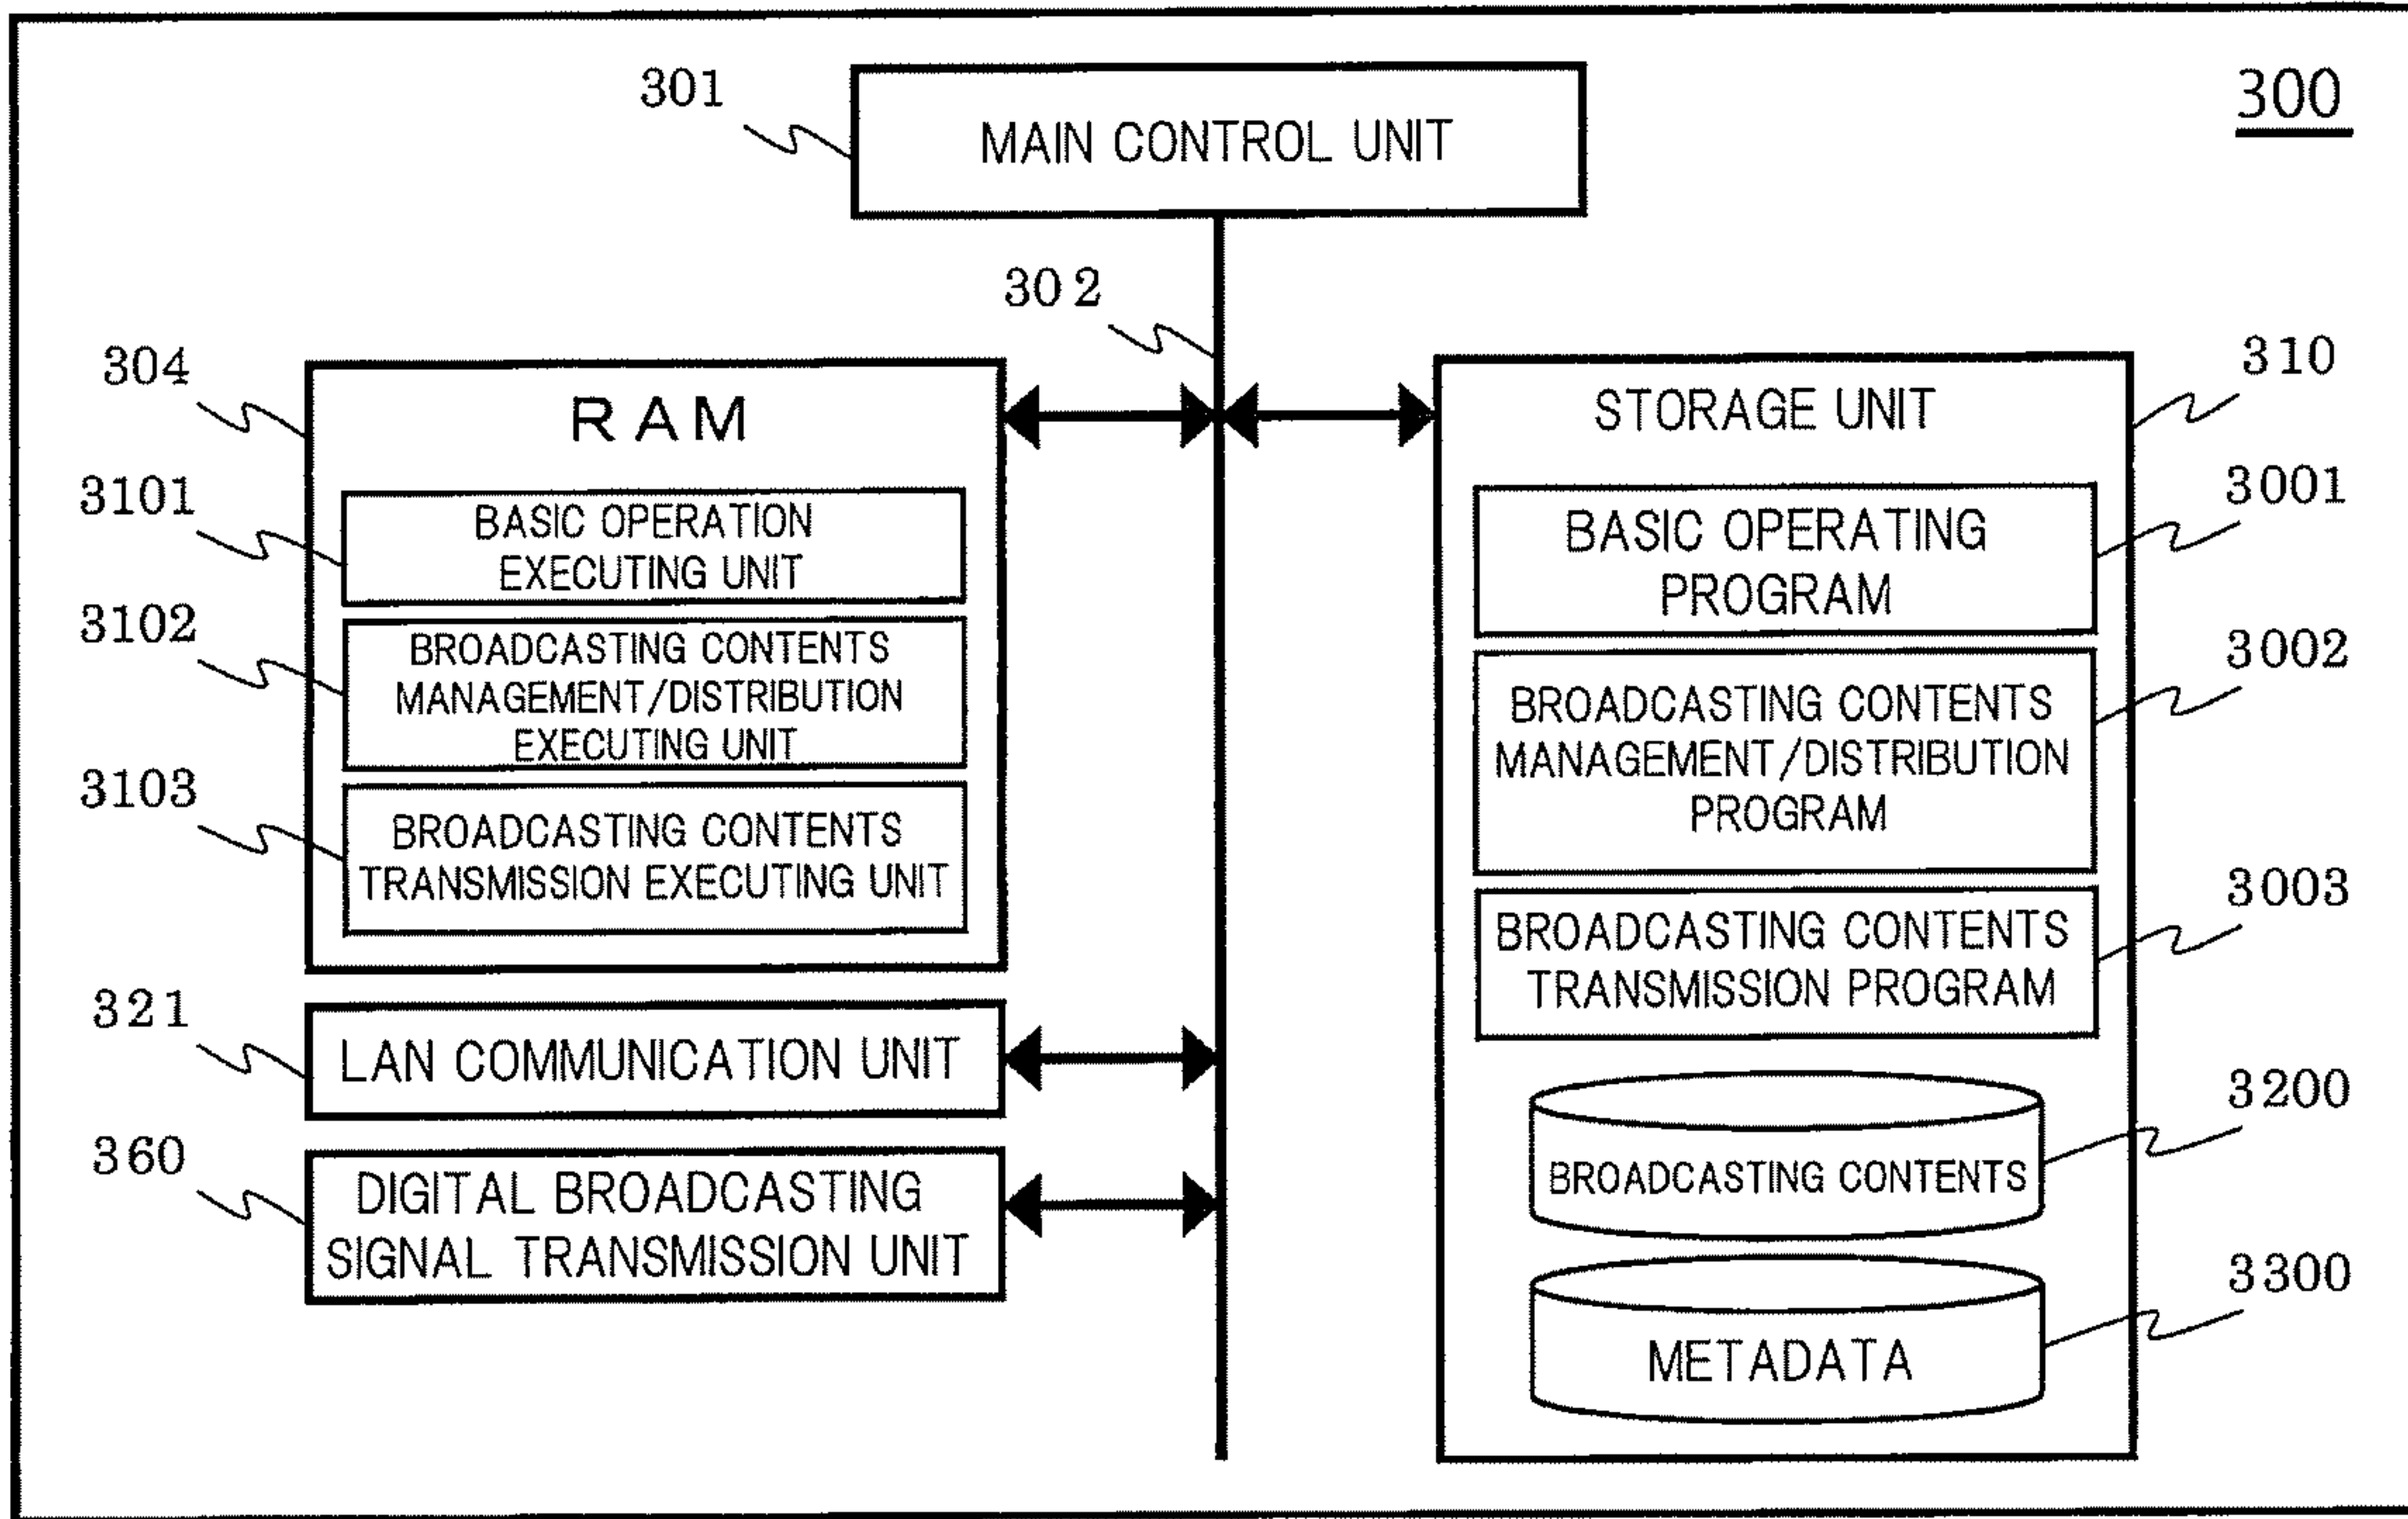 300
301
MAIN CONTROL UNIT
302
304
RAM
3101
BASIC OPERATION
EXECUTING UNIT
3102
BROADCASTING CONTENTS
MANAGEMENT/DISTRIBUTION
EXECUTING UNIT
3103
BROADCASTING CONTENTS
TRANSMISSION EXECUTING UNIT
321
LAN COMMUNICATION UNIT
360
DIGITAL BROADCASTING
SIGNAL TRANSMISSION UNIT
310
STORAGE UNIT
3001
BASIC OPERATING
PROGRAM
3002
BROADCASTING CONTENTS
MANAGEMENT/DISTRIBUTION
PROGRAM
3003
BROADCASTING CONTENTS
TRANSMISSION PROGRAM
3200
BROADCASTING CONTENTS
3300
METADATA